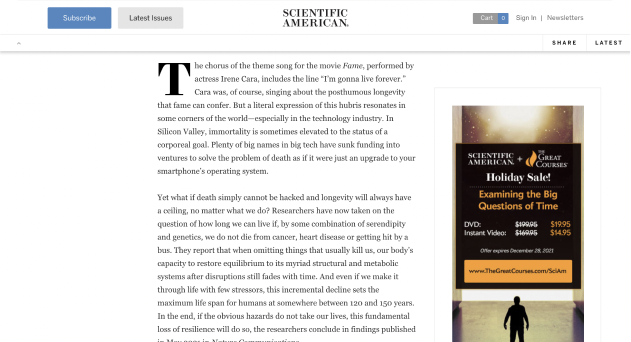 Subscribe
Latest Issues
SCIENTIFIC
AMERICAN.
Cart 0 Sign In | Newsletters
SHARE
LATEST
The chorus of the theme song for the movie Fame, performed by
actress Irene Cara, includes the line “I’m gonna live forever.”
Cara was, of course, singing about the posthumous longevity
that fame can confer. But a literal expression of this hubris resonates in
some corners of the world—especially in the technology industry. In
Silicon Valley, immortality is sometimes elevated to the status of a
corporeal goal. Plenty of big names in big tech have sunk funding into
ventures to solve the problem of death as if it were just an upgrade to your
smartphone’s operating system.
Yet what if death simply cannot be hacked and longevity will always have
a ceiling, no matter what we do? Researchers have now taken on the
question of how long we can live if, by some combination of serendipity
and genetics, we do not die from cancer, heart disease or getting hit by a
bus. They report that when omitting things that usually kill us, our body’s
capacity to restore equilibrium to its myriad structural and metabolic
systems after disruptions still fades with time. And even if we make it
through life with few stressors, this incremental decline sets the
maximum life span for humans at somewhere between 120 and 150 years.
In the end, if the obvious hazards do not take our lives, this fundamental
loss of resilience will do so, the researchers conclude in findings published
in May 2021 in Nature Communications.
SCIENTIFIC
AMERICAN. + THE GREAT
COURSES®
Holiday Sale!
Examining the Big
Questions of Time
DVD: $199.95 $19.95
Instant Video: $169.95 $14.95
Offer expires December 28, 2021
www.TheGreatCourses.com/SciAm